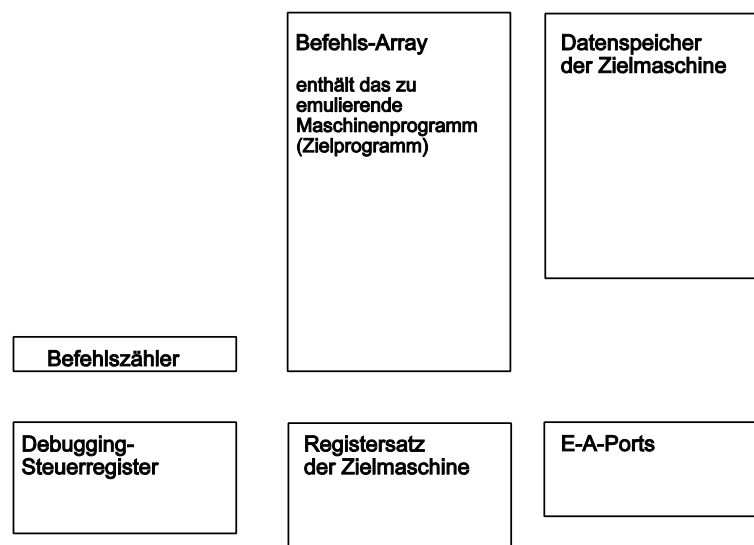 Befehls-Array
enthält das zu
emulierende
Maschinenprogramm
(Zielprogramm)
Datenspeicher
der Zielmaschine
Befehlszähler
Debugging-
Steuerregister
Registersatz
der Zielmaschine
E-A-Ports